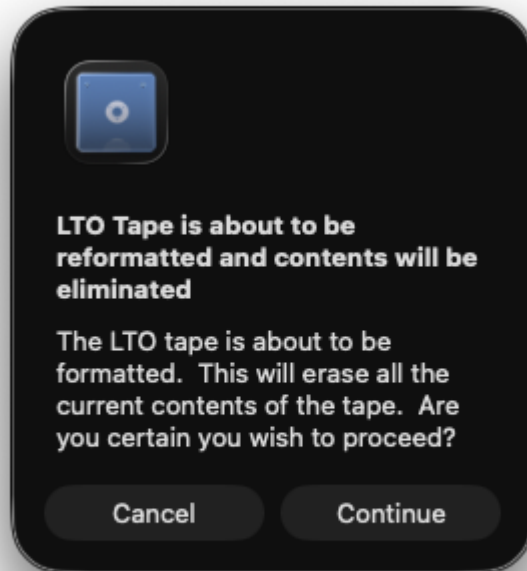 LTO Tape is about to be
reformatted and contents will be
eliminated
The LTO tape is about to be
formatted.  This will erase all the
current contents of the tape.  Are
you certain you wish to proceed?
Cancel
Continue